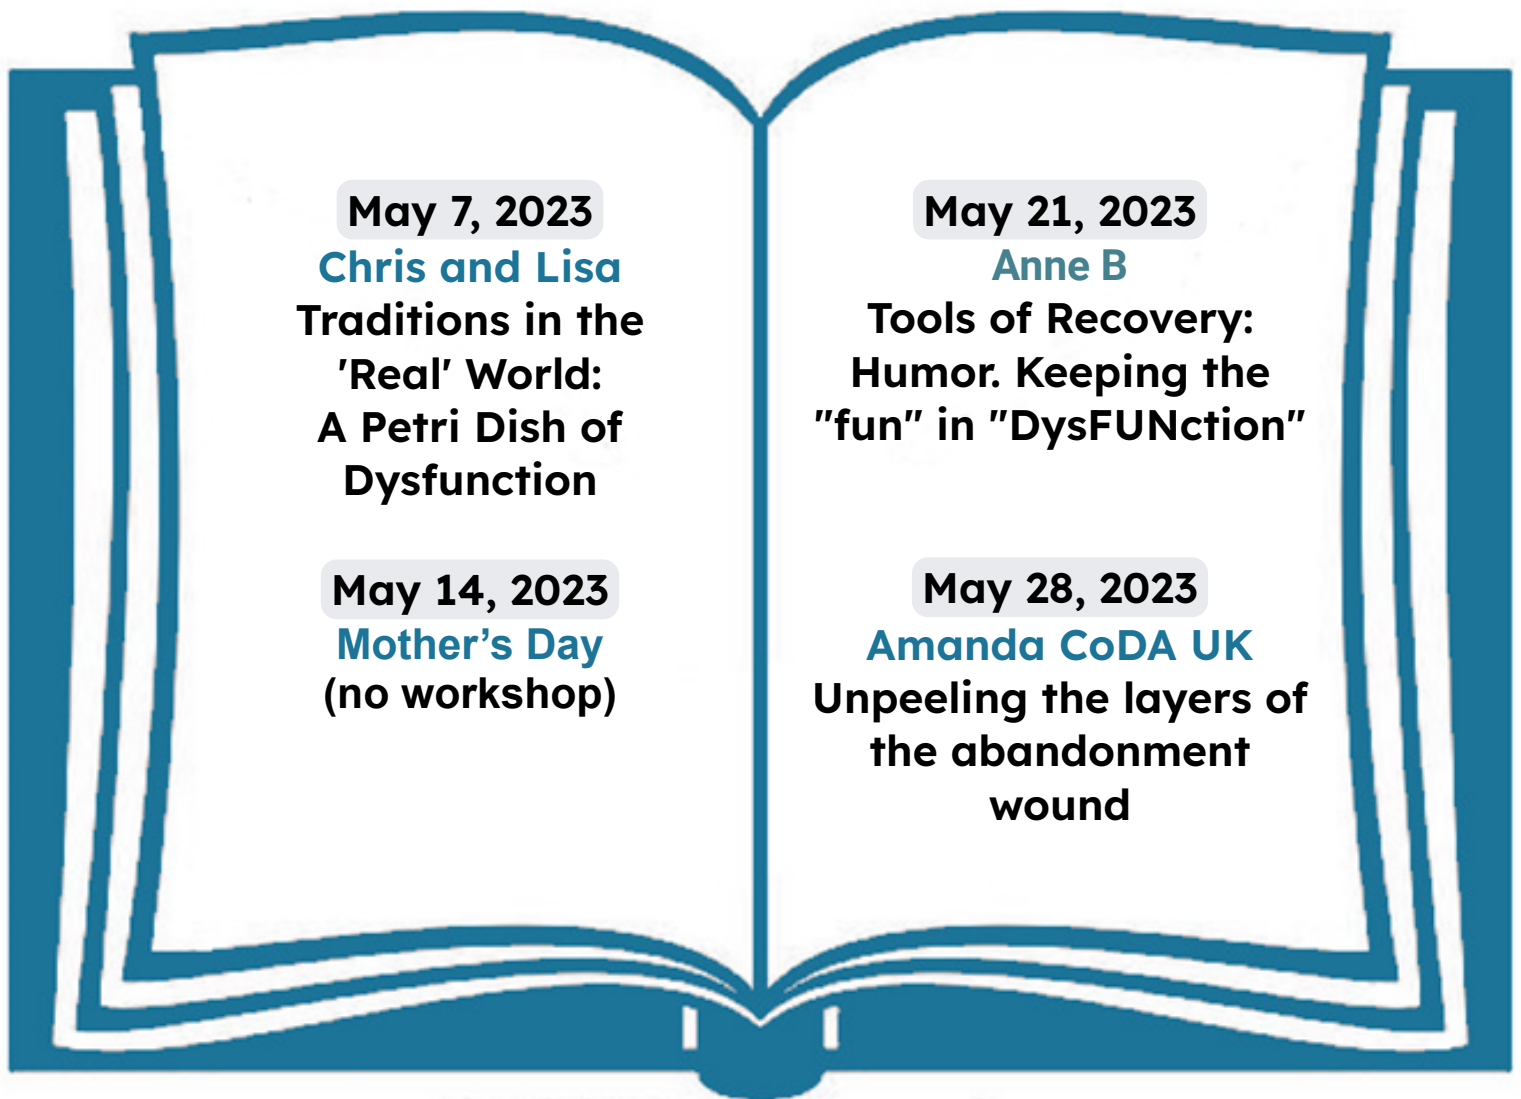 May 7, 2023
Chris and Lisa
Traditions in the
'Real' World:
A Petri Dish of
Dysfunction
May 14, 2023
Mother’s Day
(no workshop)
May 21, 2023
Anne B
Tools of Recovery:
Humor. Keeping the
"fun" in "DysFUNction"
May 28, 2023
Amanda CoDA UK
Unpeeling the layers of
the abandonment
wound